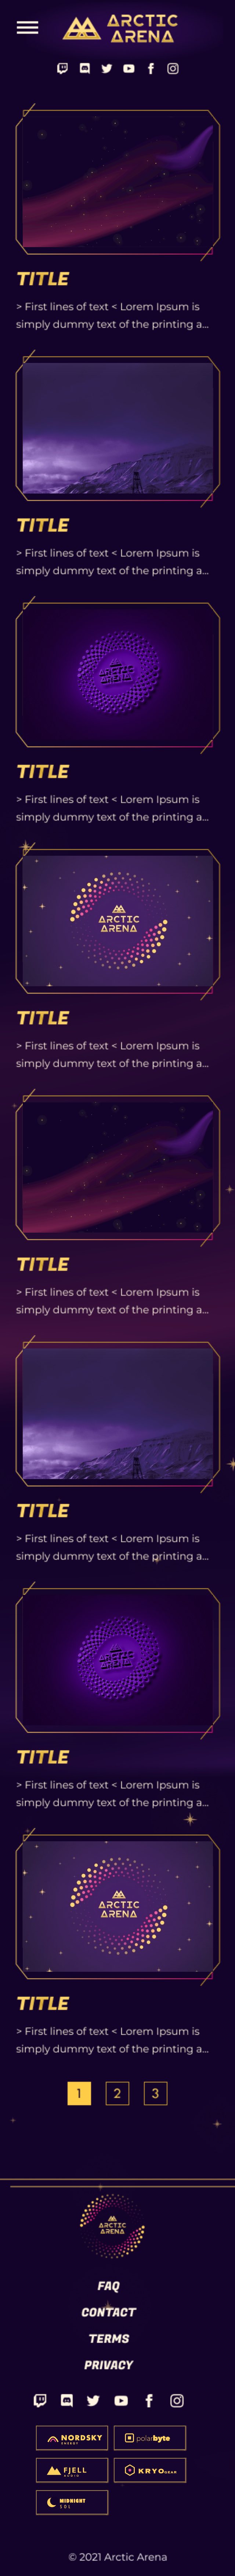 ARCTIC
ARENA
TITLE
> First lines of text < Lorem Ipsum is
simply dummy text of the printing a...
TITLE
> First lines of text < Lorem Ipsum is
simply dummy text of the printing a...
ARCTIC
ARENA
TITLE
> First lines of text < Lorem Ipsum is
simply dummy text of the printing a...
ARCTIC
ARENA
TITLE
> First lines of text < Lorem Ipsum is
simply dummy text of the printing a...
TITLE
> First lines of text < Lorem Ipsum is
simply dummy text of the printing a...
TITLE
> First lines of text < Lorem Ipsum is
simply dummy text of the printing a...
ARCTIC
ARENA
TITLE
> First lines of text < Lorem Ipsum is
simply dummy text of the printing a...
ARCTIC
ARENA
TITLE
> First lines of text < Lorem Ipsum is
simply dummy text of the printing a...
1 2 3
ARCTIC
ARENA
FAQ
CONTACT
TERMS
PRIVACY
NORDSKY
polarbyte
FJELL
KRYOGEAR
MIDNIGHT
© 2021 Arctic Arena